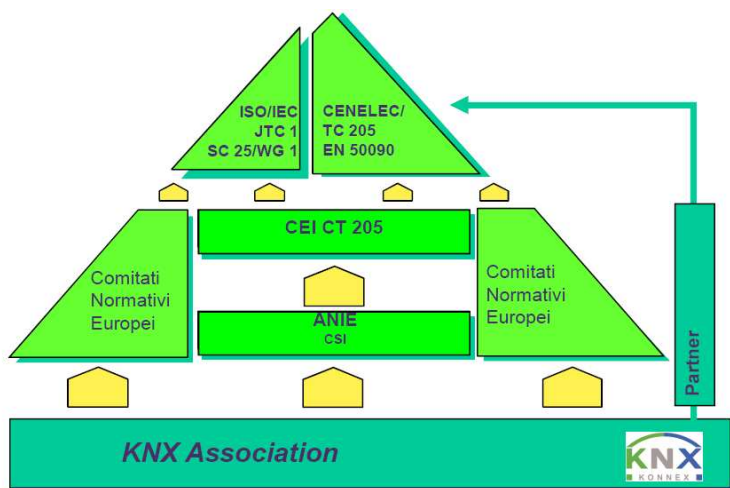 ISO/IEC
JTC 1
SC 25/WG 1
CENELEC/
TC 205
EN 50090
CEI CT 205
Comitati
Normativi
Europei
ANIE
CSI
Comitati
Normativi
Europei
Partner
KNX Association
KNX
KONNEX